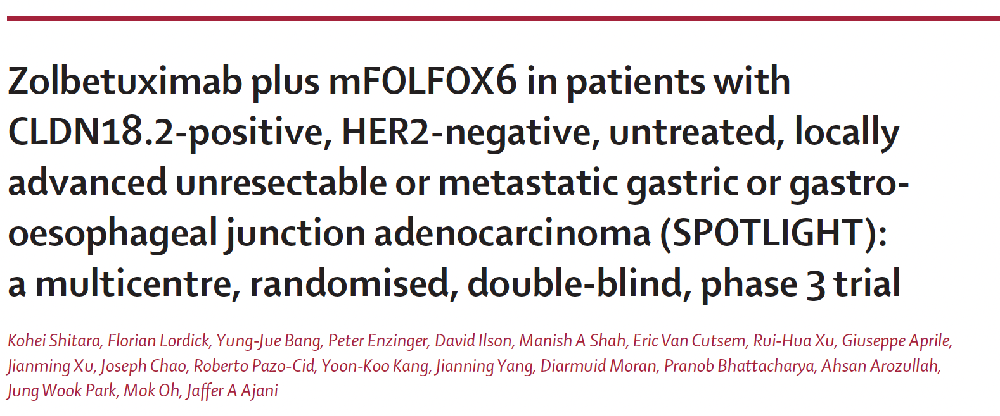 Zolbetuximab plus mFOLFOX6 in patients with
CLDN18.2-positive, HER2-negative, untreated, locally
advanced unresectable or metastatic gastric or gastro-
oesophageal junction adenocarcinoma (SPOTLIGHT):
a multicentre, randomised, double-blind, phase 3 trial
Kohei Shitara, Florian Lordick, Yung-Jue Bang, Peter Enzinger, David Ilson, Manish A Shah, Eric Van Cutsem, Rui-Hua Xu, Giuseppe Aprile,
Jianming Xu, Joseph Chao, Roberto Pazo-Cid, Yoon-Koo Kang, Jianning Yang, Diarmuid Moran, Pranob Bhattacharya, Ahsan Arozullah,
Jung Wook Park, Mok Oh, Jaffer A Ajani